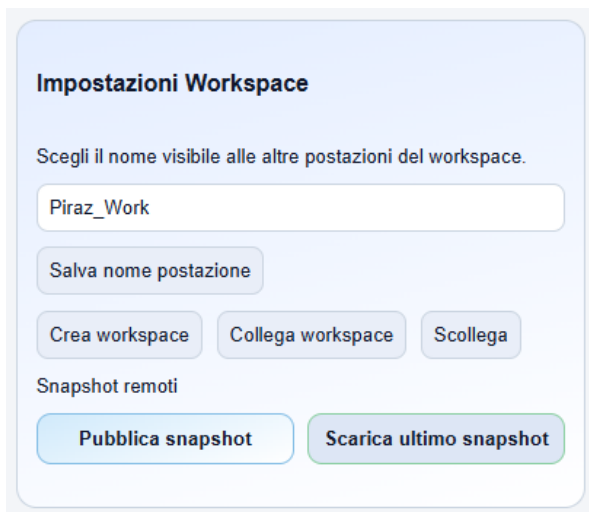 Impostazioni Workspace
Scegli il nome visibile alle altre postazioni del workspace.
Piraz_Work
Salva nome postazione
Crea workspace Collega workspace Scollega
Snapshot remoti
Pubblica snapshot Scarica ultimo snapshot